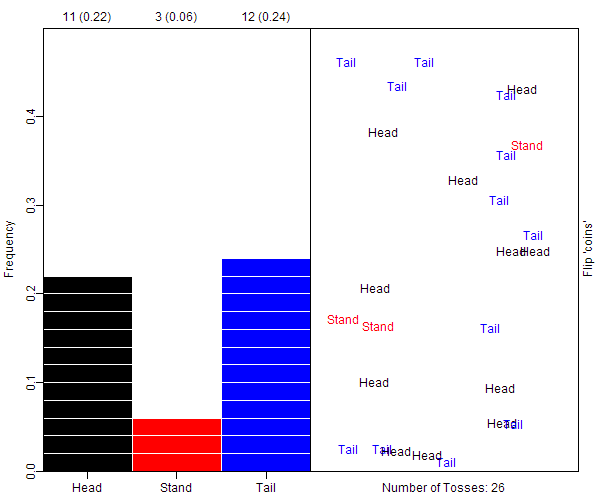 11 (0.22) 3 (0.06) 12 (0.24)
Frequency
0.0 0.1 0.2 0.3 0.4
Head Stand Tail
Tail Tail
Tail
Tail Head
Head
Stand
Tail
Head
Tail
Tail
Head Head
Head
Stand
Stand Tail
Head
Head
Head Tail
Tail Tail Head
Head
Tail
Flip 'coins'
Number of Tosses: 26